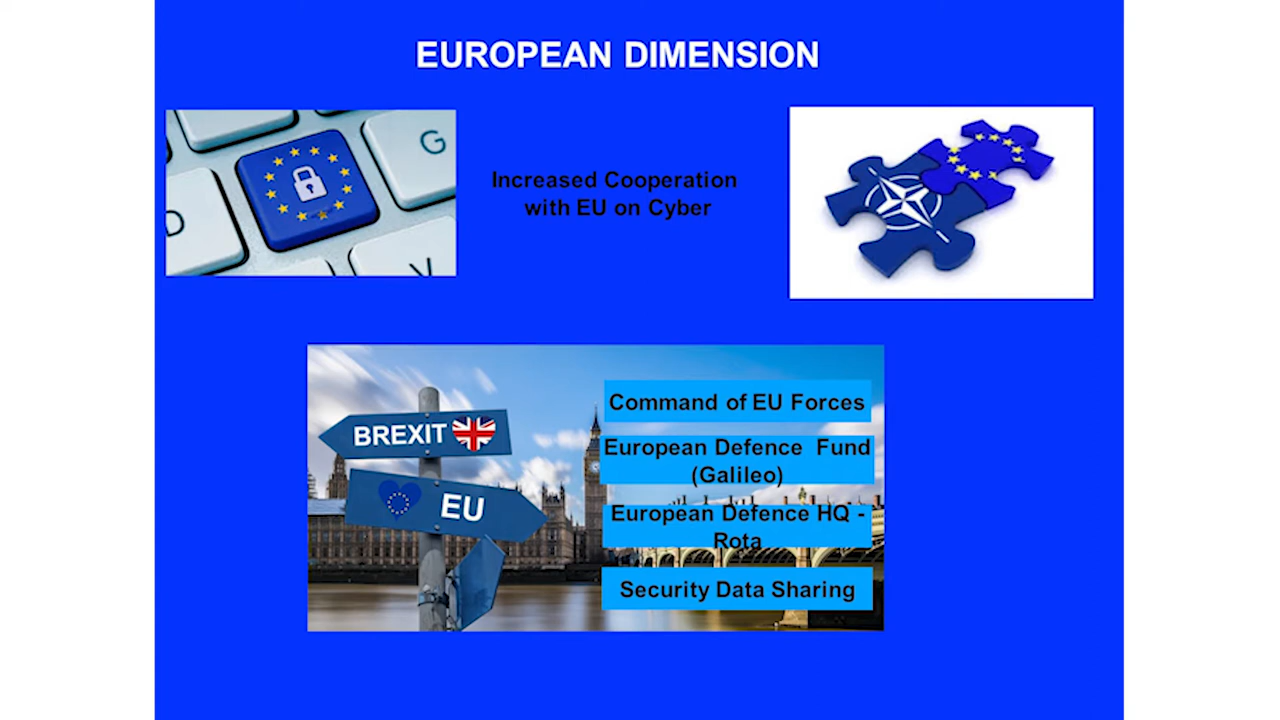 EUROPEAN DIMENSION
G
D
V
Increased Cooperation
with EU on Cyber
BREXIT
EU
Command of EU Forces
European Defence Fund
(Galileo)
European Defence HQ -
Rota
Security Data Sharing